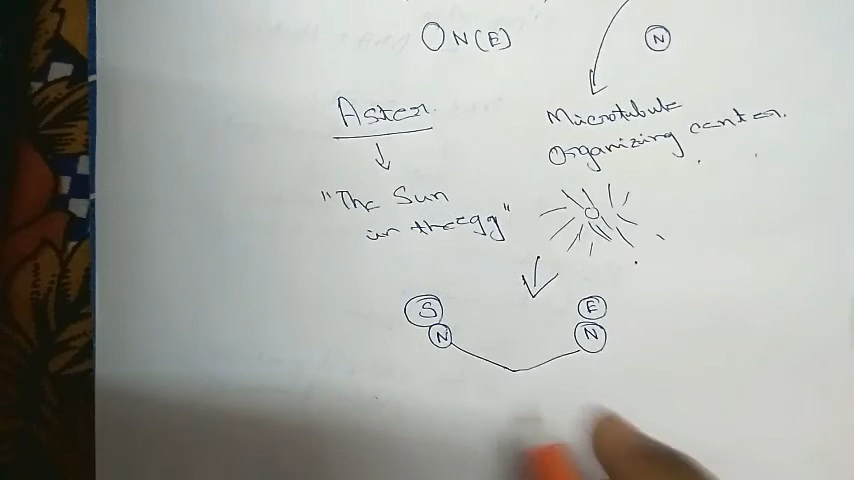 ON(E)
N
Aster.
Microtubule
Organizing center.
"The Sun
in the egg"
S
E
N
N